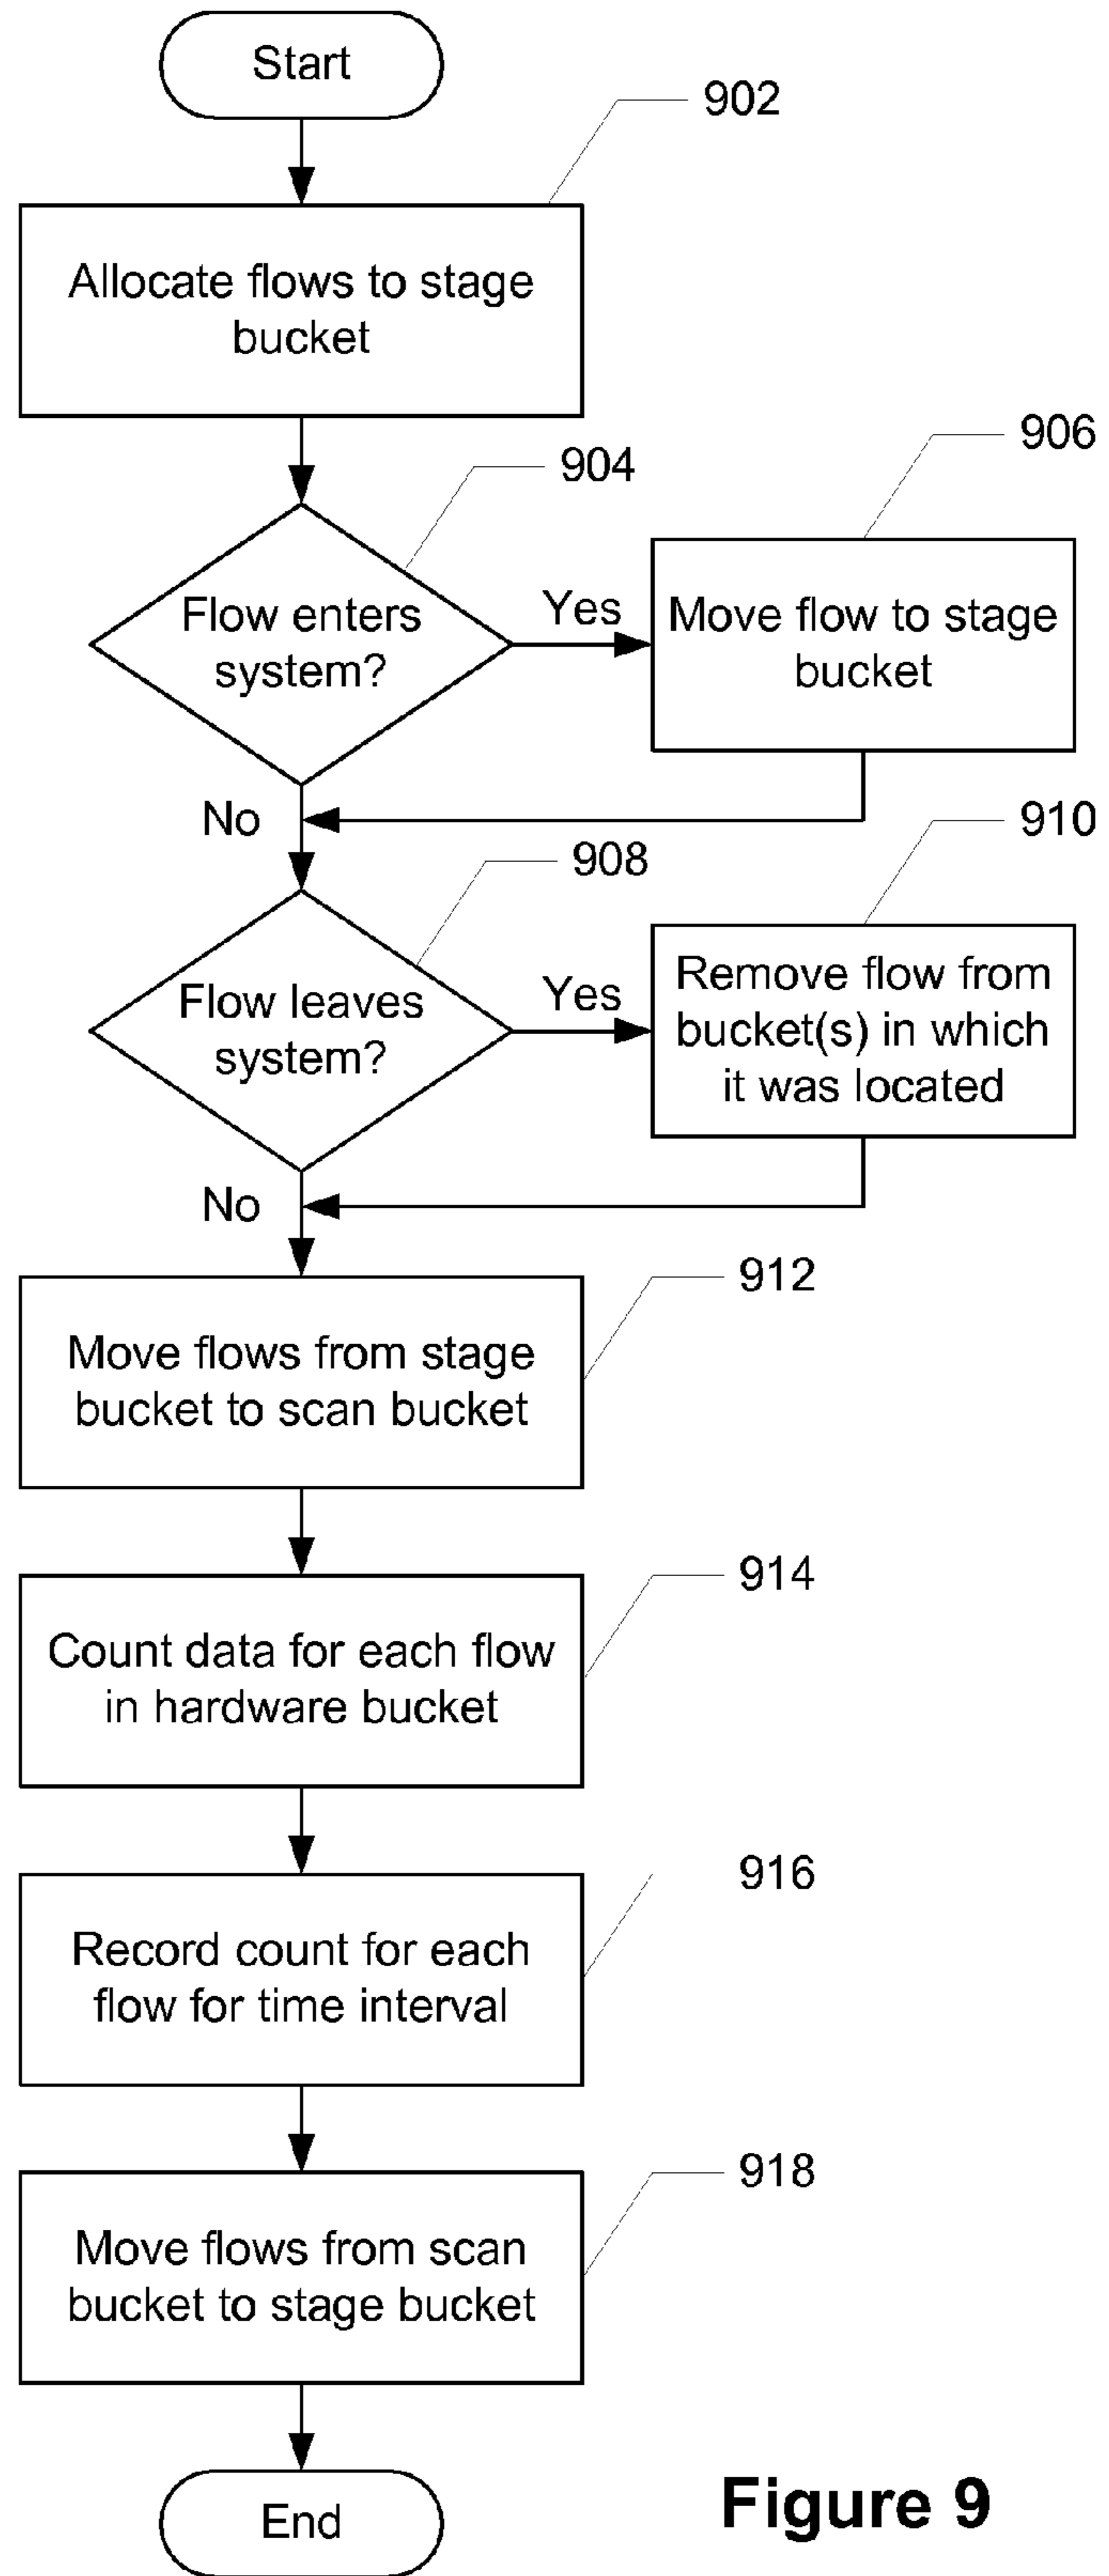 Start
902
Allocate flows to stage
bucket
904
906
Flow enters
system?
Yes
Move flow to stage
bucket
No
908
910
Flow leaves
system?
Yes
Remove flow from
bucket(s) in which
it was located
No
912
Move flows from stage
bucket to scan bucket
914
Count data for each flow
in hardware bucket
916
Record count for each
flow for time interval
918
Move flows from scan
bucket to stage bucket
End
Figure 9